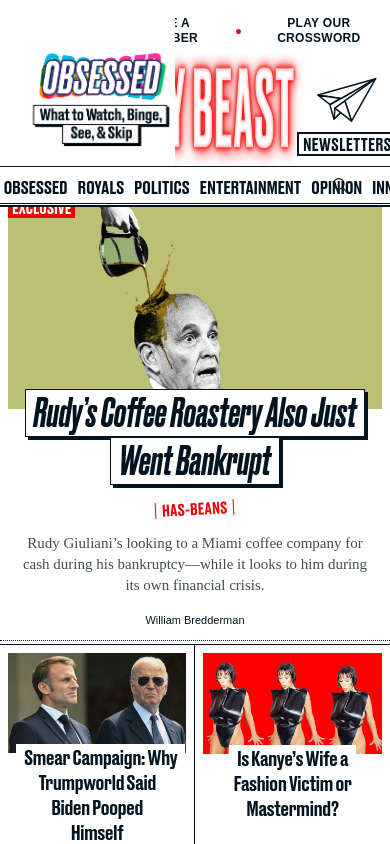 E A
BER
PLAY OUR
CROSSWORD
OBSESSED
What to Watch, Binge,
See, & Skip
Y BEAST
NEWSLETTERS
OBSESSED ROYALS POLITICS ENTERTAINMENT OPINION INN
EXCLUSIVE
Rudy’s Coffee Roastery Also Just
Went Bankrupt
HAS-BEANS
Rudy Giuliani’s looking to a Miami coffee company for
cash during his bankruptcy—while it looks to him during
its own financial crisis.
William Bredderman
Smear Campaign: Why
Trumpworld Said
Biden Pooped
Himself
Is Kanye’s Wife a
Fashion Victim or
Mastermind?